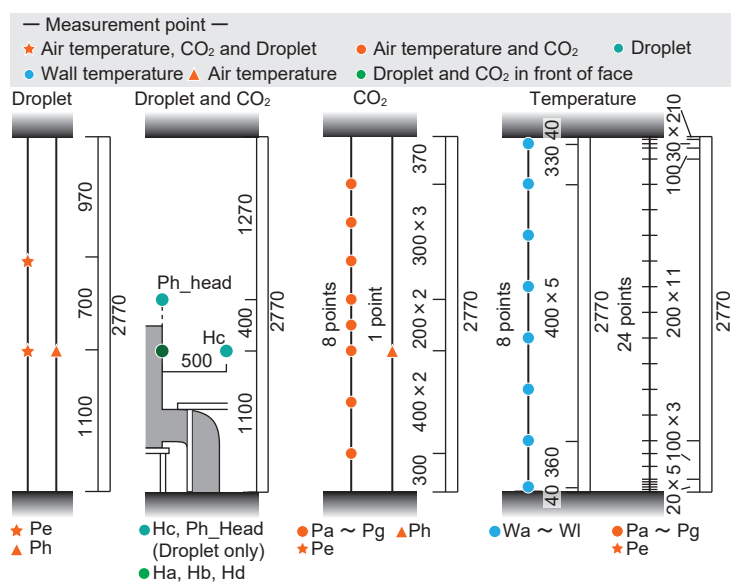 — Measurement point —
★ Air temperature, CO₂ and Droplet ● Air temperature and CO₂ ● Droplet
● Wall temperature ▲ Air temperature ● Droplet and CO₂ in front of face
Droplet
970
700
1100
2770
★ Pe
▲ Ph
Droplet and CO₂
Ph_head
Hc
500
1270
400
1100
2770
● Hc, Ph_Head
(Droplet only)
● Ha, Hb, Hd
CO₂
8 points
1 point
370
300×3
200×2
400×2
300
2770
● Pa ~ Pg ▲ Ph
★ Pe
Temperature
8 points
40
330
400×5
360
40
2770
● Wa ~ Wl
24 points
10
30×2
100
200×11
100×3
20×5
2770
● Pa ~ Pg
★ Pe